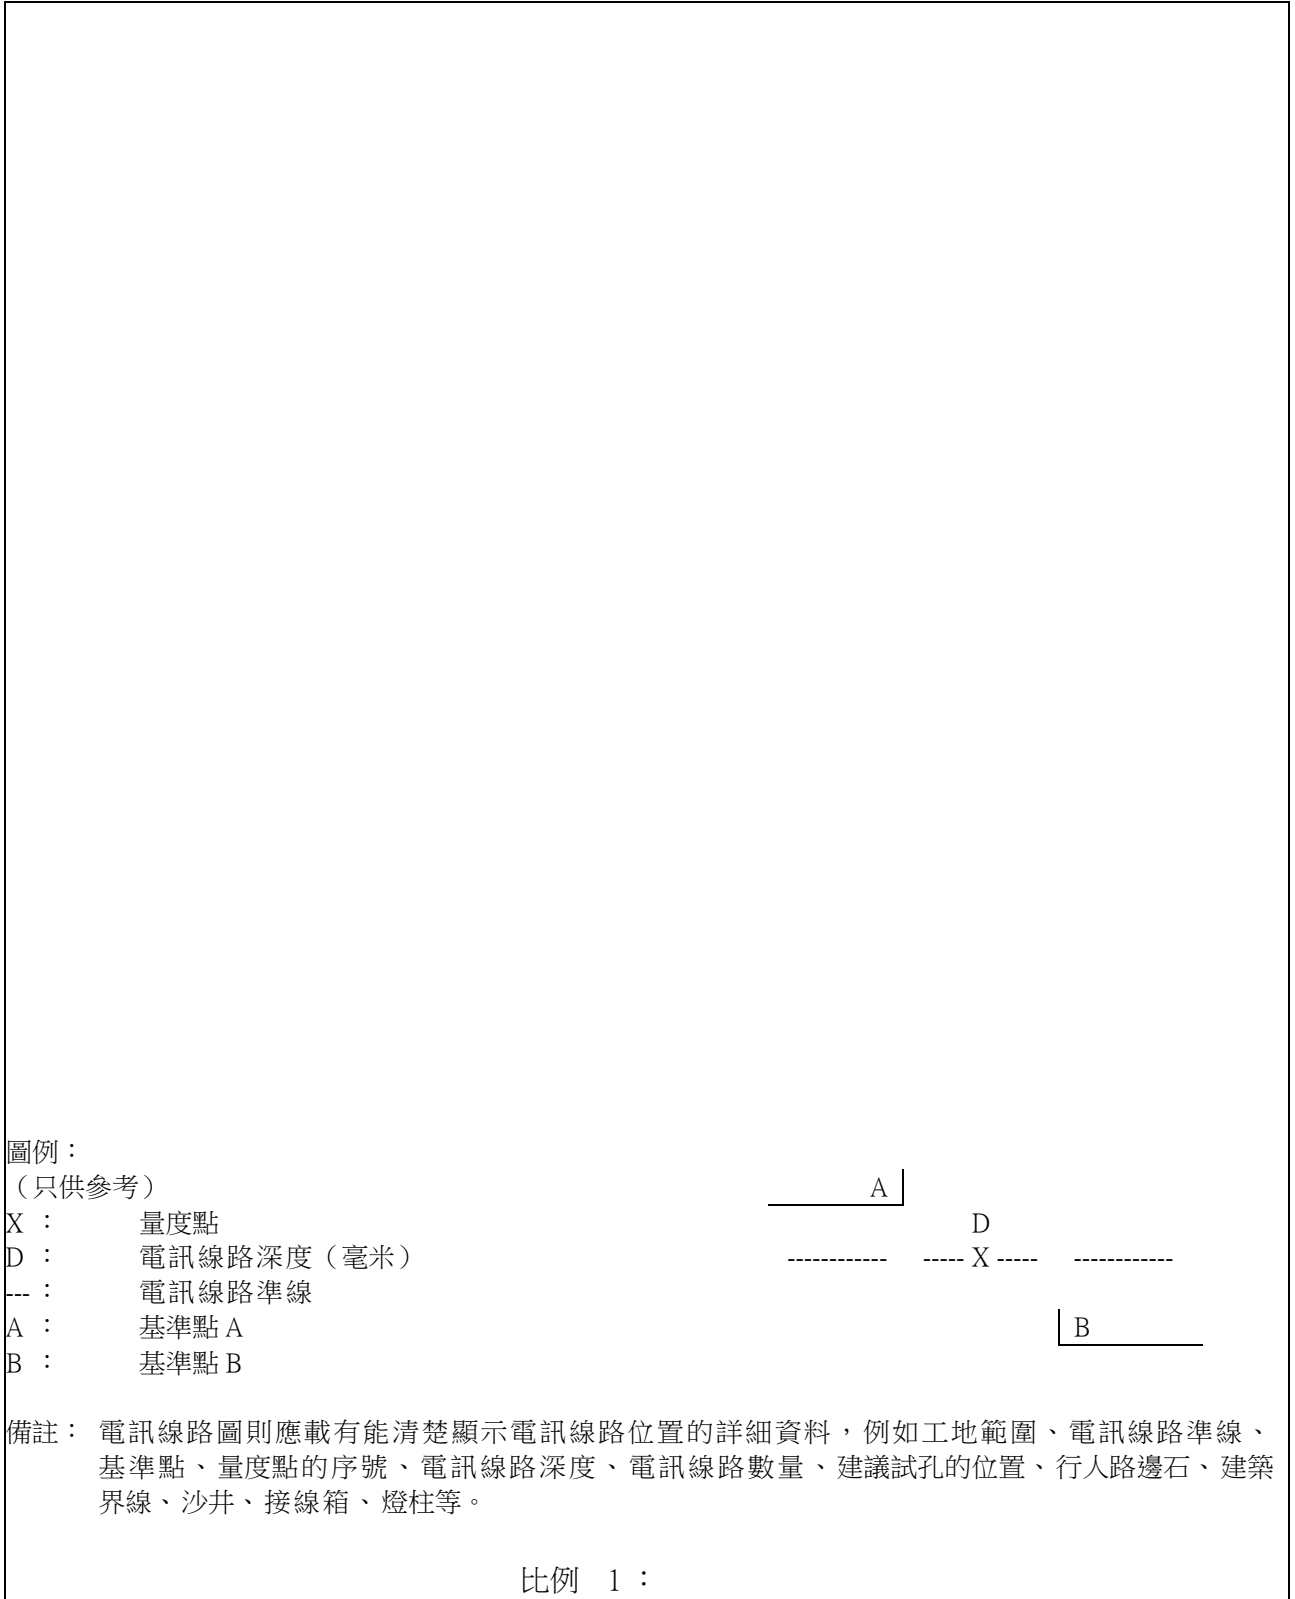 圖例：
（只供參考） A
X ： 量度點 D
D ： 電訊線路深度（毫米） ------------ ----- X ----- ------------
--- ： 電訊線路準線
A ： 基準點 A B
B ： 基準點 B
備註： 電訊線路圖則應載有能清楚顯示電訊線路位置的詳細資料，例如工地範圍、電訊線路準線、
基準點、量度點的序號、電訊線路深度、電訊線路數量、建議試孔的位置、行人路邊石、建築
界線、沙井、接線箱、燈柱等。
比例 1：